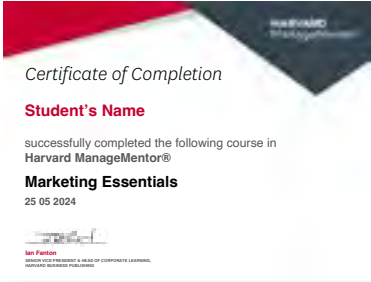 HARVARD
ManageMentor
Certificate of Completion
Student's Name
successfully completed the following course in
Harvard ManageMentor®
Marketing Essentials
25 05 2024
Ian Fanton
SENIOR VICE PRESIDENT & HEAD OF CORPORATE LEARNING,
HARVARD BUSINESS PUBLISHING